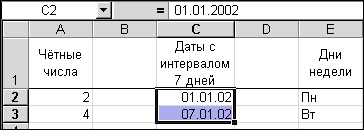 C2 = 01.01.2002
A B C D E
1 Чётные числа Даты с интервалом 7 дней Дни недели
2 2 01.01.02 Пн
3 4 07.01.02 Вт